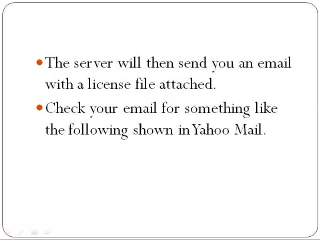 The server will then send you an email
with a license file attached.
Check your email for something like
the following shown in Yahoo Mail.